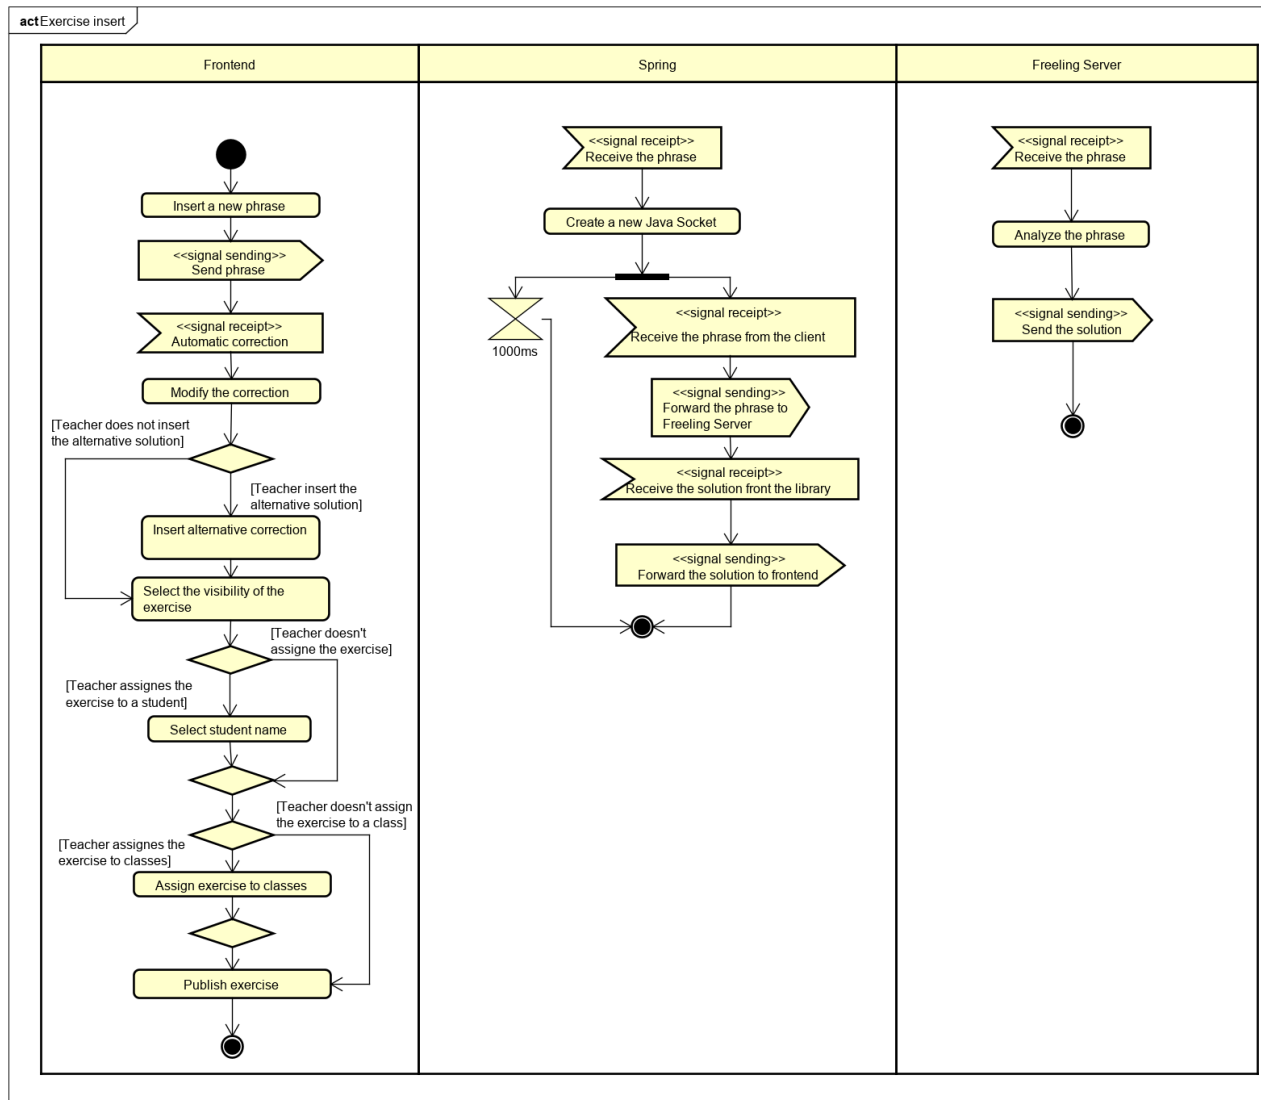 act Exercise insert
Frontend
Spring
Freeling Server
Insert a new phrase
<<signal sending>>
Send phrase
<<signal receipt>>
Automatic correction
Modify the correction
[Teacher does not insert
the alternative solution]
[Teacher insert the
alternative solution]
Insert alternative correction
Select the visibility of the
exercise
[Teacher doesn't
assigne the exercise]
[Teacher assignes the
exercise to a student]
Select student name
[Teacher doesn't assign
the exercise to a class]
[Teacher assignes the
exercise to classes]
Assign exercise to classes
Publish exercise
<<signal receipt>>
Receive the phrase
Create a new Java Socket
1000ms
<<signal receipt>>
Receive the phrase from the client
<<signal sending>>
Forward the phrase to
Freeling Server
<<signal receipt>>
Receive the solution front the library
<<signal sending>>
Forward the solution to frontend
<<signal receipt>>
Receive the phrase
Analyze the phrase
<<signal sending>>
Send the solution